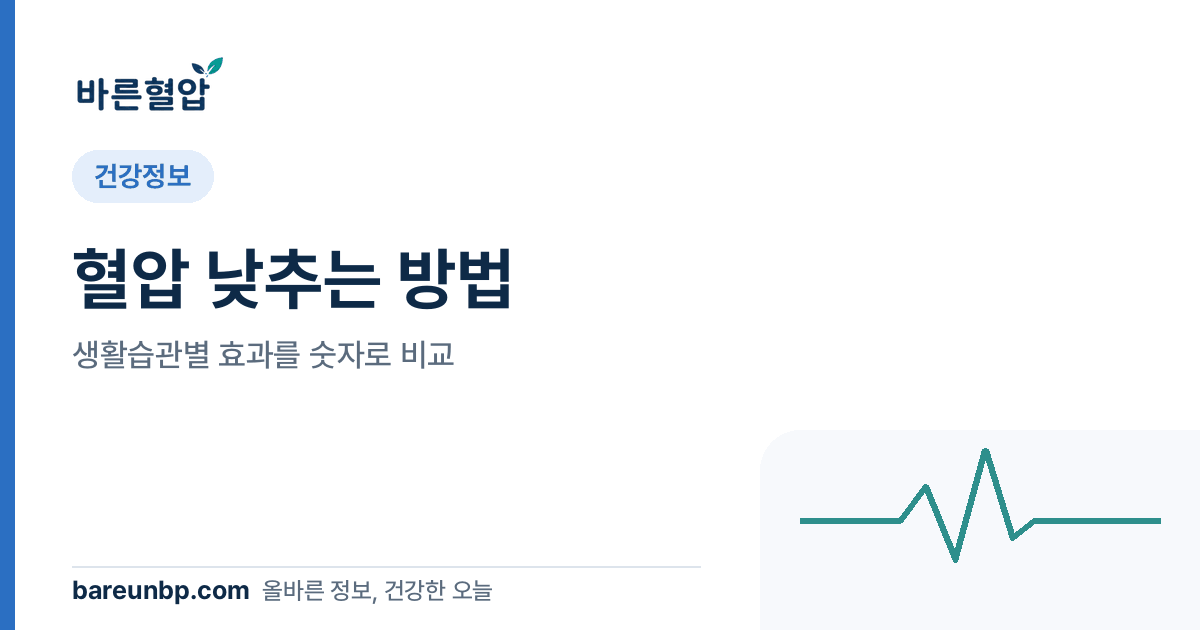 바른혈압
건강정보
혈압 낮추는 방법
생활습관별 효과를 숫자로 비교
bareunbp.com 올바른 정보, 건강한 오늘